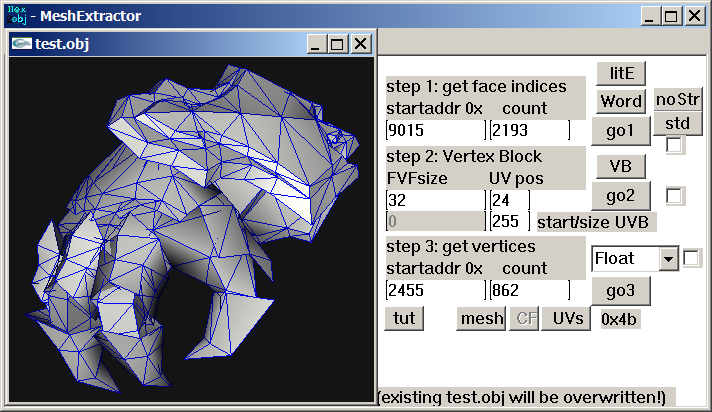 Hex
obj - MeshExtractor
test.obj
step 1: get face indices
litE
startaddr 0x count
Word
noStr
9015 2193
go1
std
step 2: Vertex Block
FVFsize UV pos
VB
32 24
go2
0 255 start/size UVB
step 3: get vertices
startaddr 0x count
Float
2455 862
go3
tut mesh CF UVs 0x4b
(existing test.obj will be overwritten!)